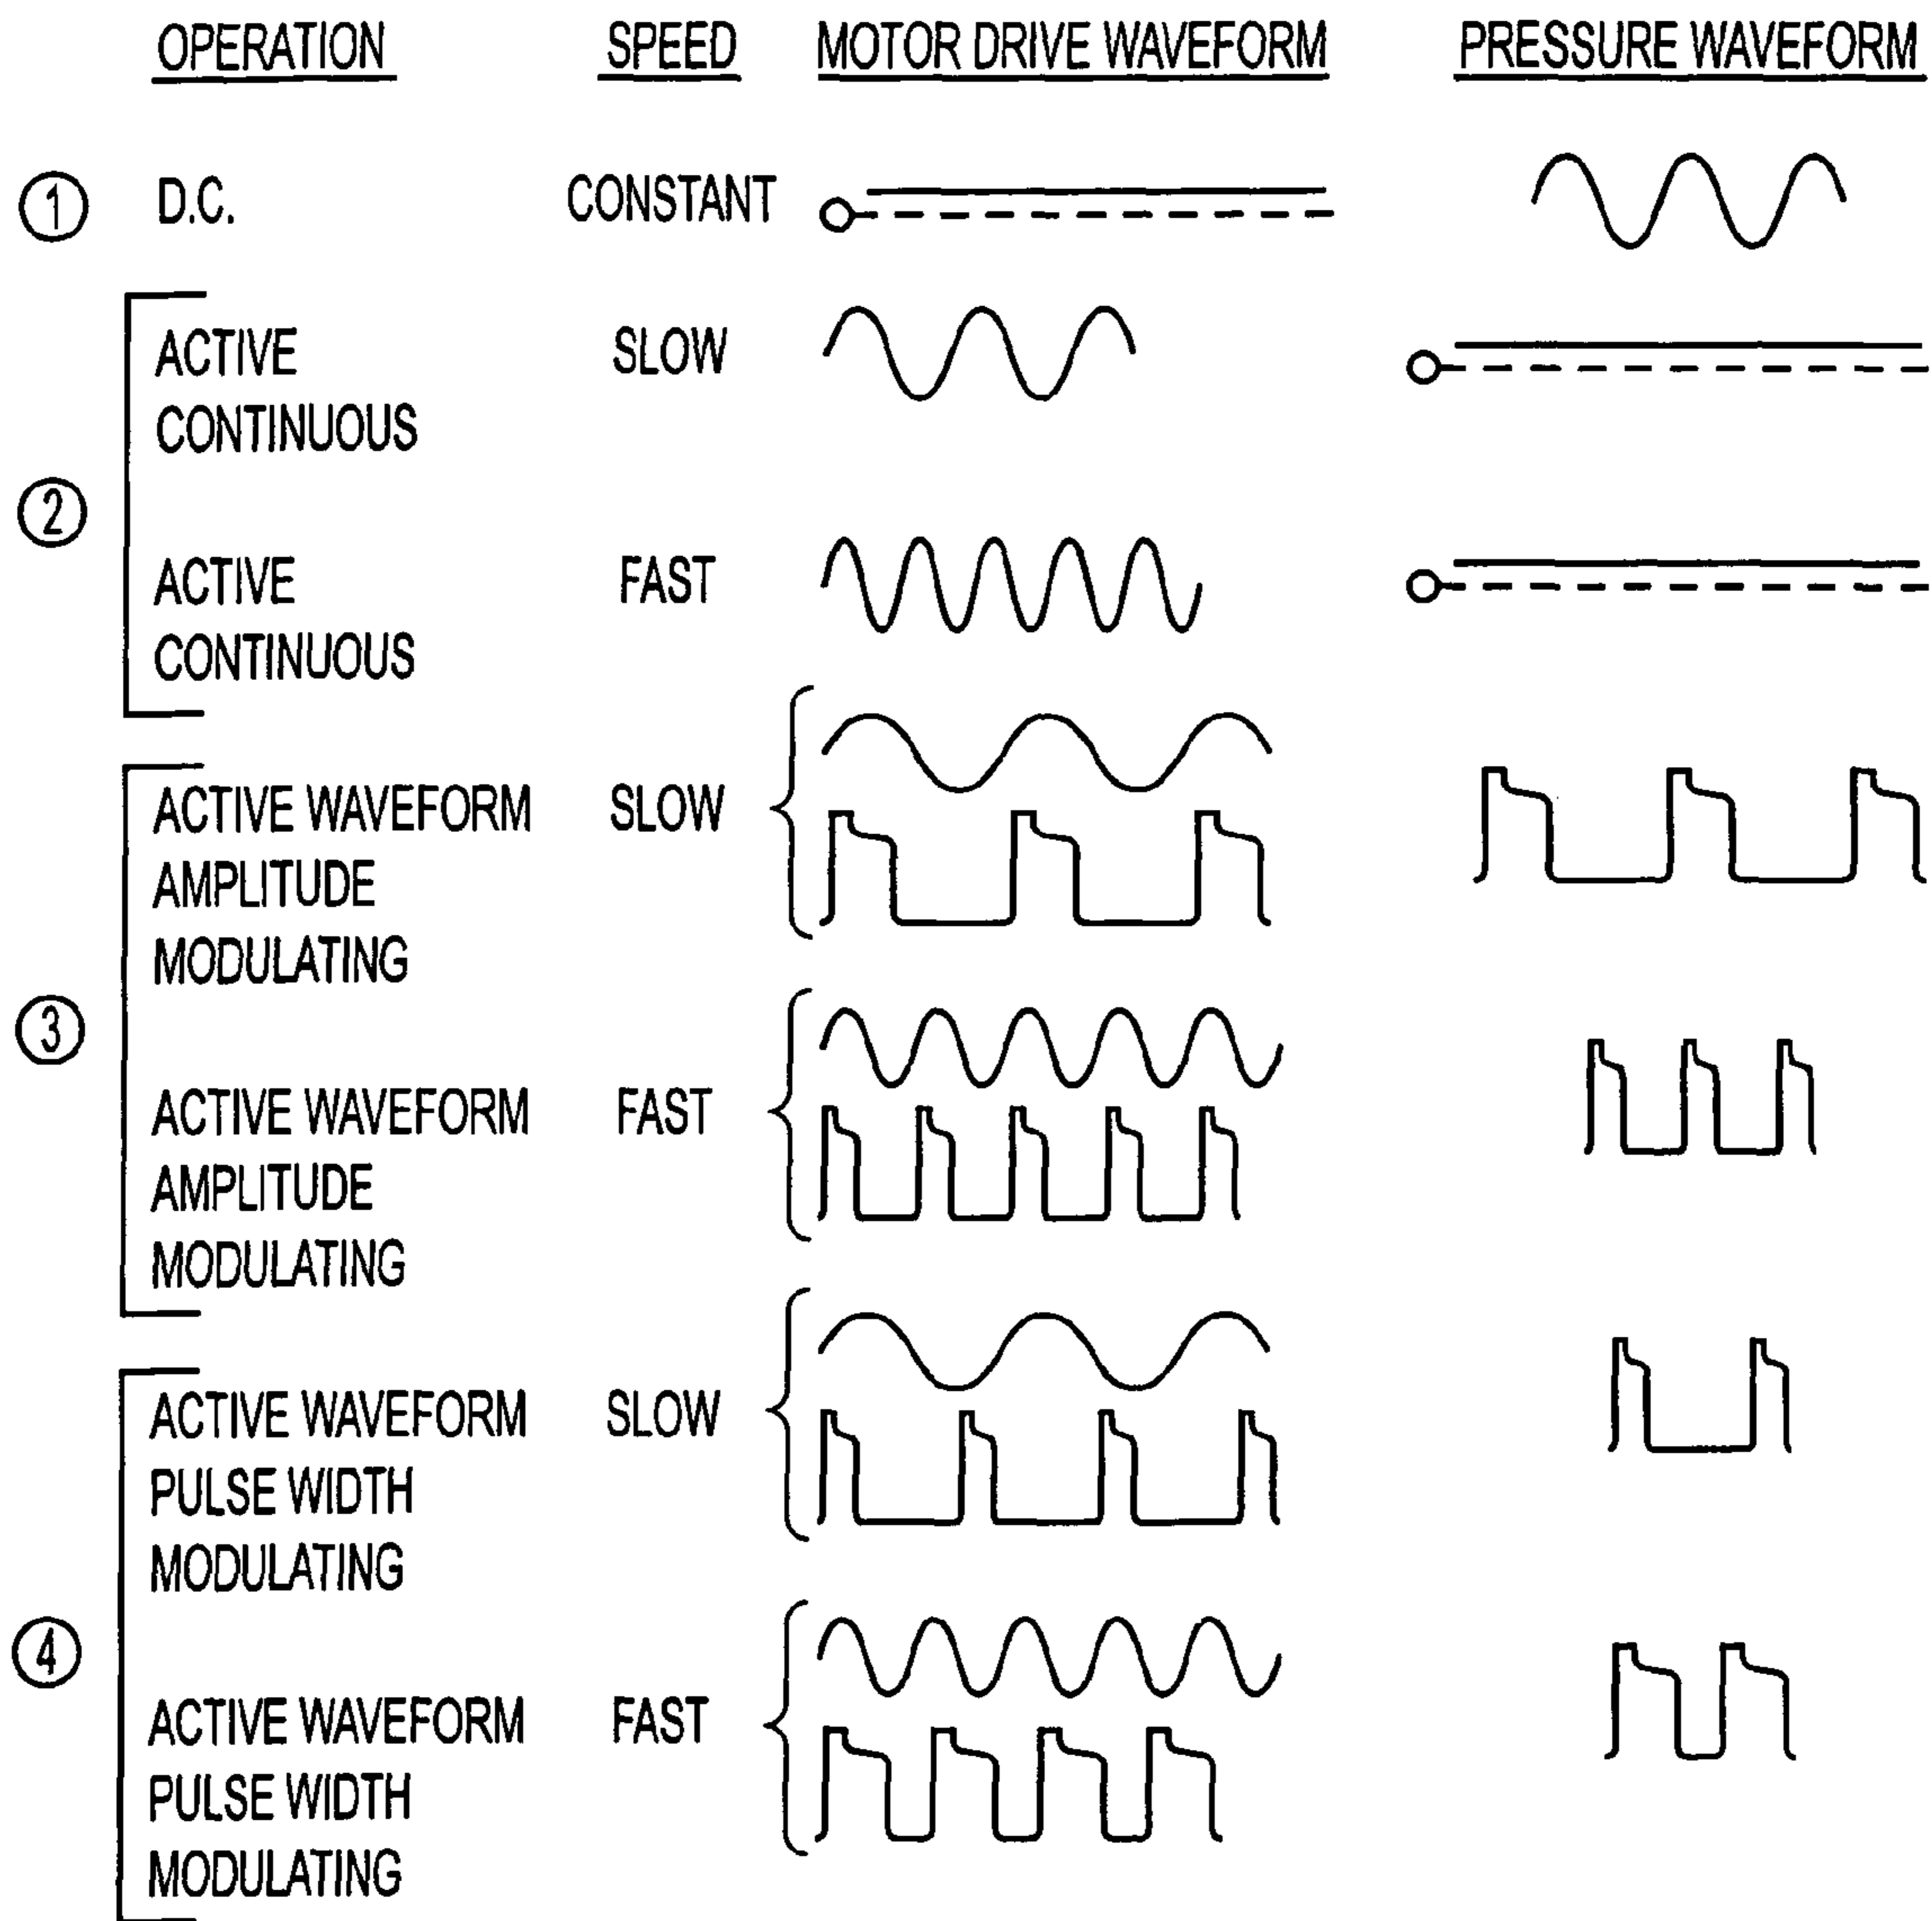 OPERATION SPEED MOTOR DRIVE WAVEFORM PRESSURE WAVEFORM
1 D.C. CONSTANT
2
ACTIVE SLOW
CONTINUOUS
ACTIVE FAST
CONTINUOUS
3
ACTIVE WAVEFORM SLOW
AMPLITUDE
MODULATING
ACTIVE WAVEFORM FAST
AMPLITUDE
MODULATING
4
ACTIVE WAVEFORM SLOW
PULSE WIDTH
MODULATING
ACTIVE WAVEFORM FAST
PULSE WIDTH
MODULATING